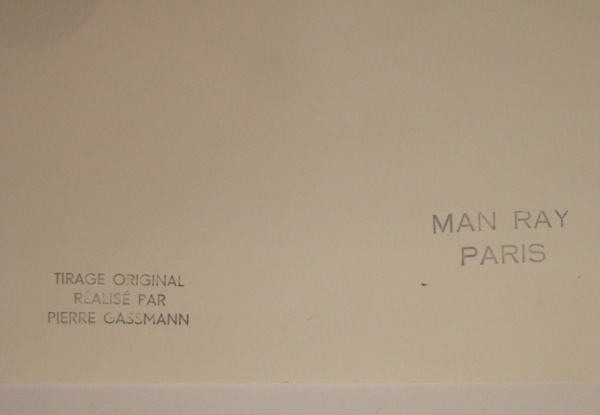 MAN RAY
PARIS
TIRAGE ORIGINAL
RÉALISÉ PAR
PIERRE GASSMANN